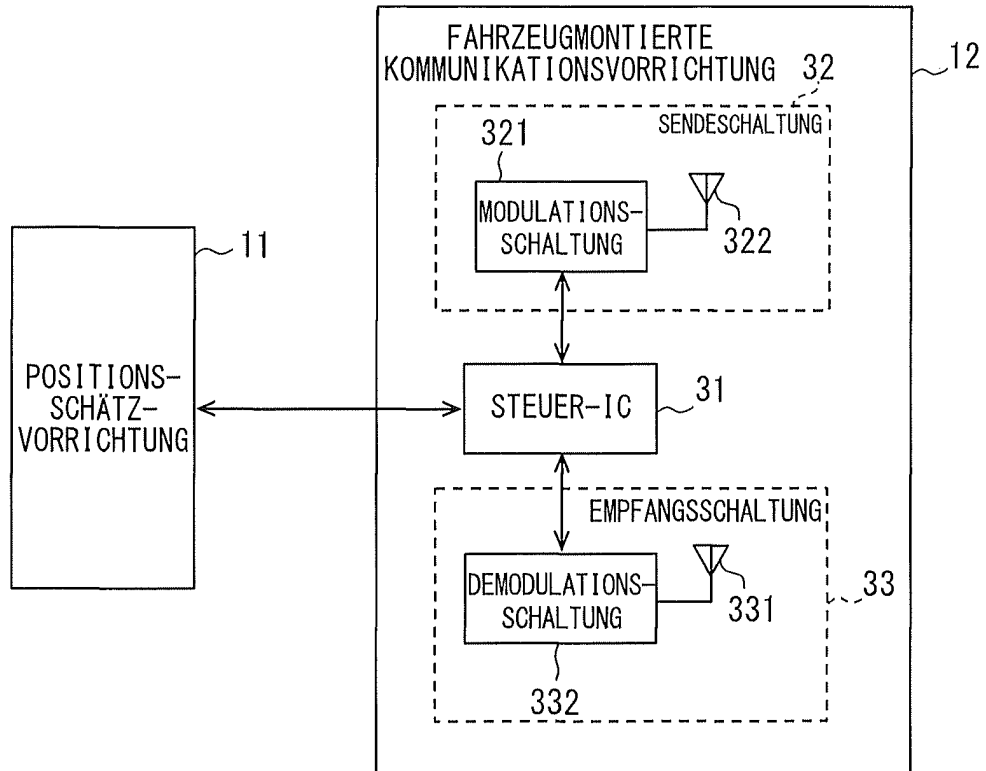 FAHRZEUGMONTIERTE
KOMMUNIKATIONSVORRICHTUNG
12
32
SENDESCHALTUNG
321
MODULATIONS-
SCHALTUNG
322
11
POSITIONS-
SCHÄTZ-
VORRICHTUNG
STEUER-IC
31
EMPFANGSSCHALTUNG
DEMODULATIONS-
SCHALTUNG
331
33
332